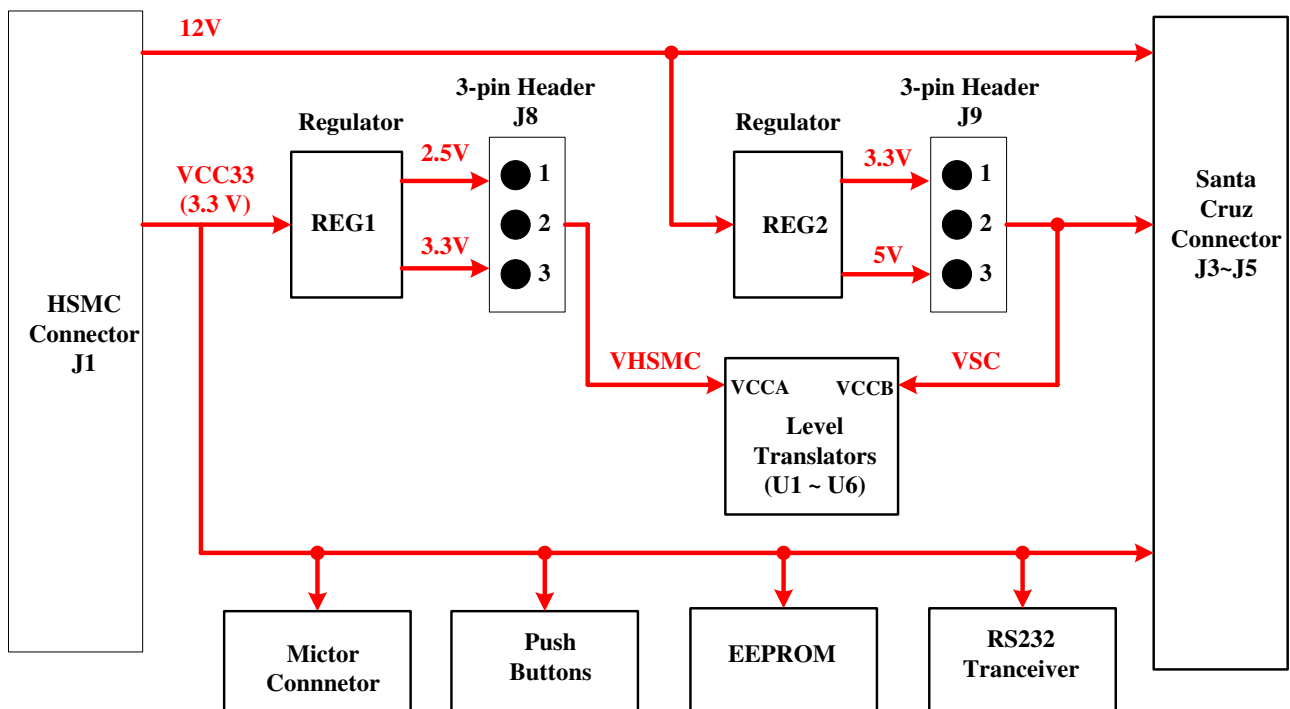 12V
3-pin Header
J8
3-pin Header
J9
Regulator
Regulator
VCC33
(3.3 V)
2.5V
3.3V
REG1
1
2
3
3.3V
5V
REG2
1
2
3
Santa
Cruz
Connector
J3~J5
HSMC
Connector
J1
VHSMC
VSC
VCCA
VCCB
Level
Translators
(U1 ~ U6)
Mictor
Connnetor
Push
Buttons
EEPROM
RS232
Tranceiver